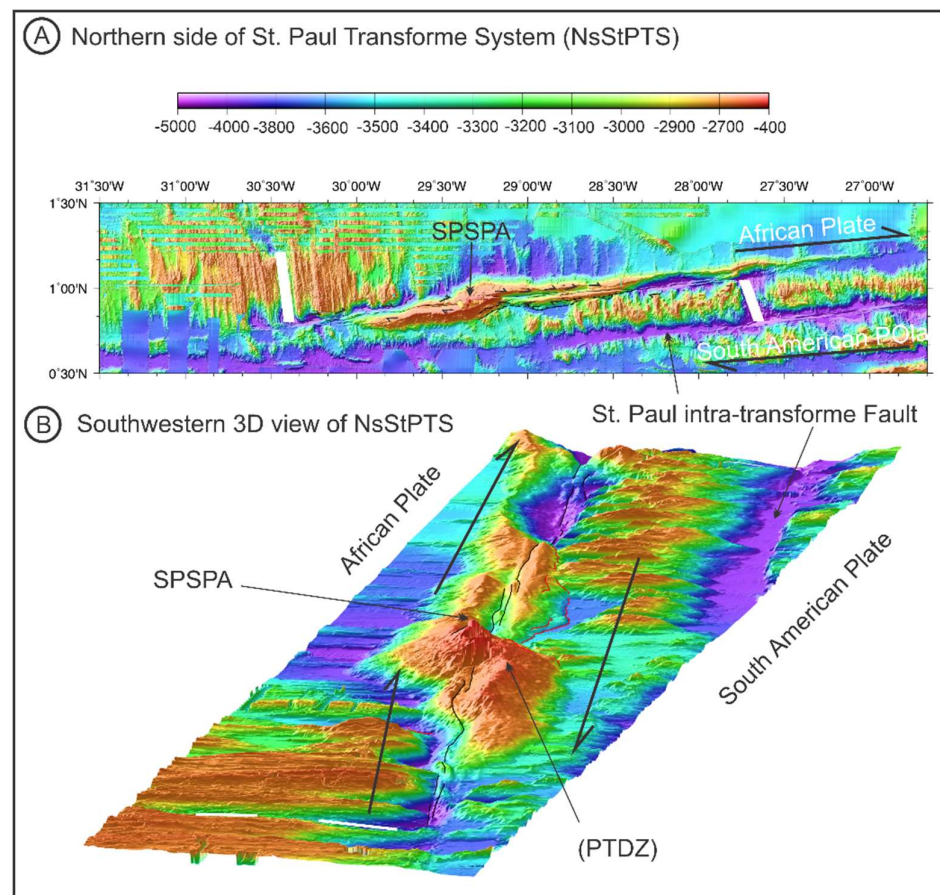 A Northern side of St. Paul Transforme System (NsStPTS)
-5000 -4000 -3800 -3600 -3500 -3400 -3300 -3200 -3100 -3000 -2900 -2700 -400
31°30'W 31°00'W 30°30'W 30°00'W 29°30'W 29°00'W 28°30'W 28°00'W 27°30'W 27°00'W
1°30'N
SPSPA
African Plate
1°00'N
South American POla
0°30'N
St. Paul intra-transforme Fault
B Southwestern 3D view of NsStPTS
African Plate
SPSPA
South American Plate
(PTDZ)